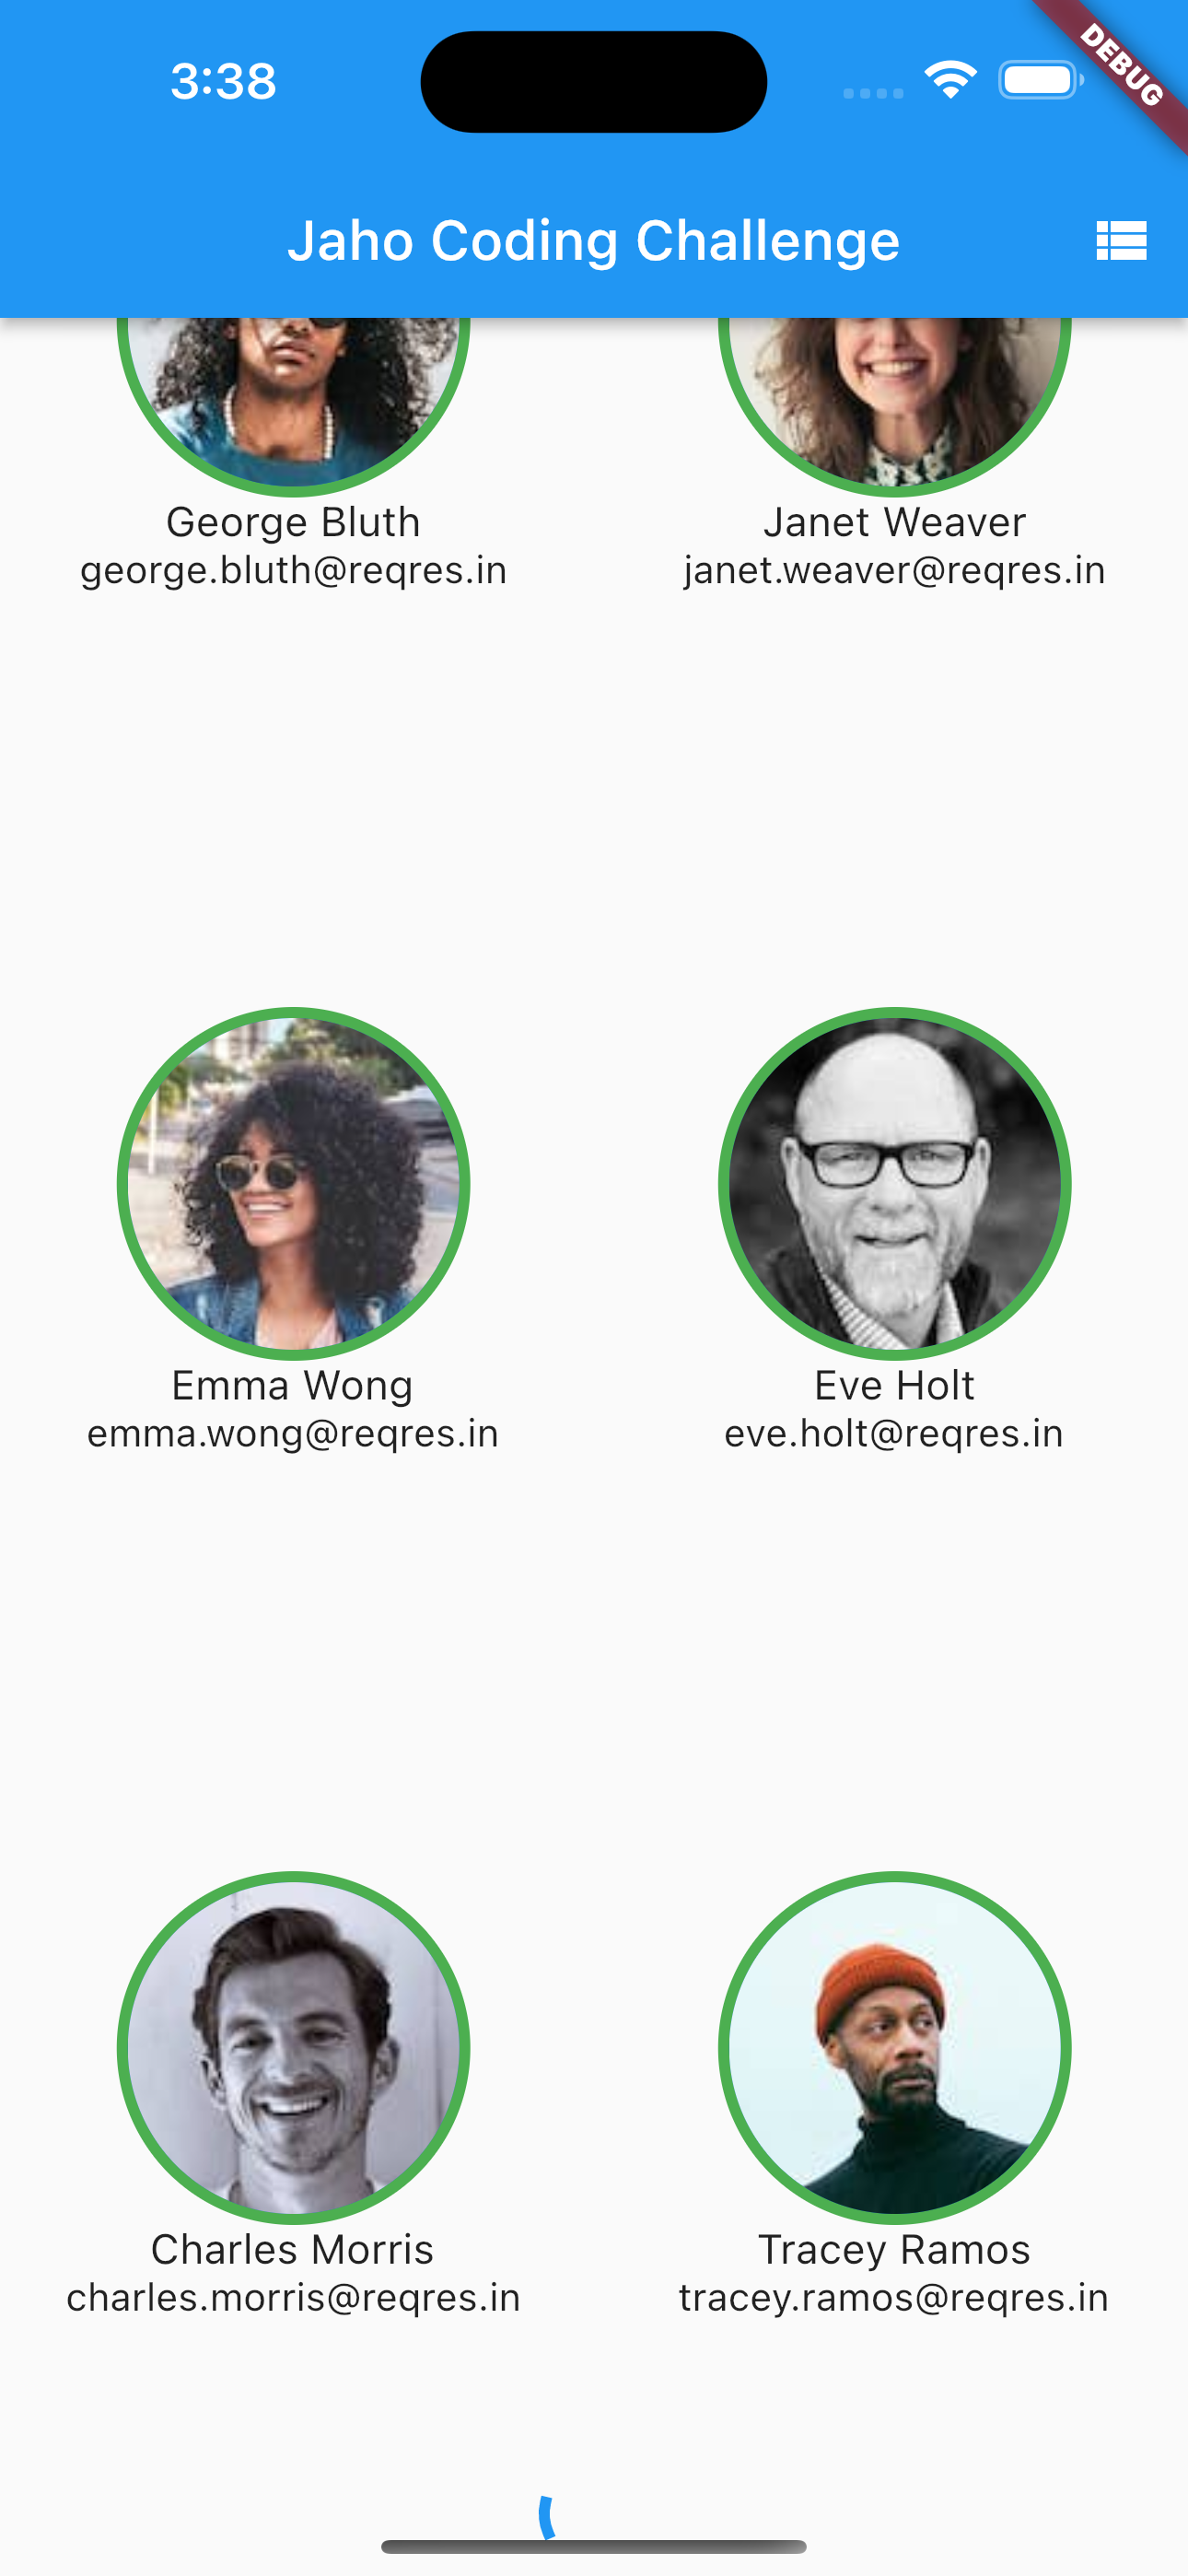 3:38
DEBUG
Jaho Coding Challenge
George Bluth
george.bluth@reqres.in
Janet Weaver
janet.weaver@reqres.in
Emma Wong
emma.wong@reqres.in
Eve Holt
eve.holt@reqres.in
Charles Morris
charles.morris@reqres.in
Tracey Ramos
tracey.ramos@reqres.in